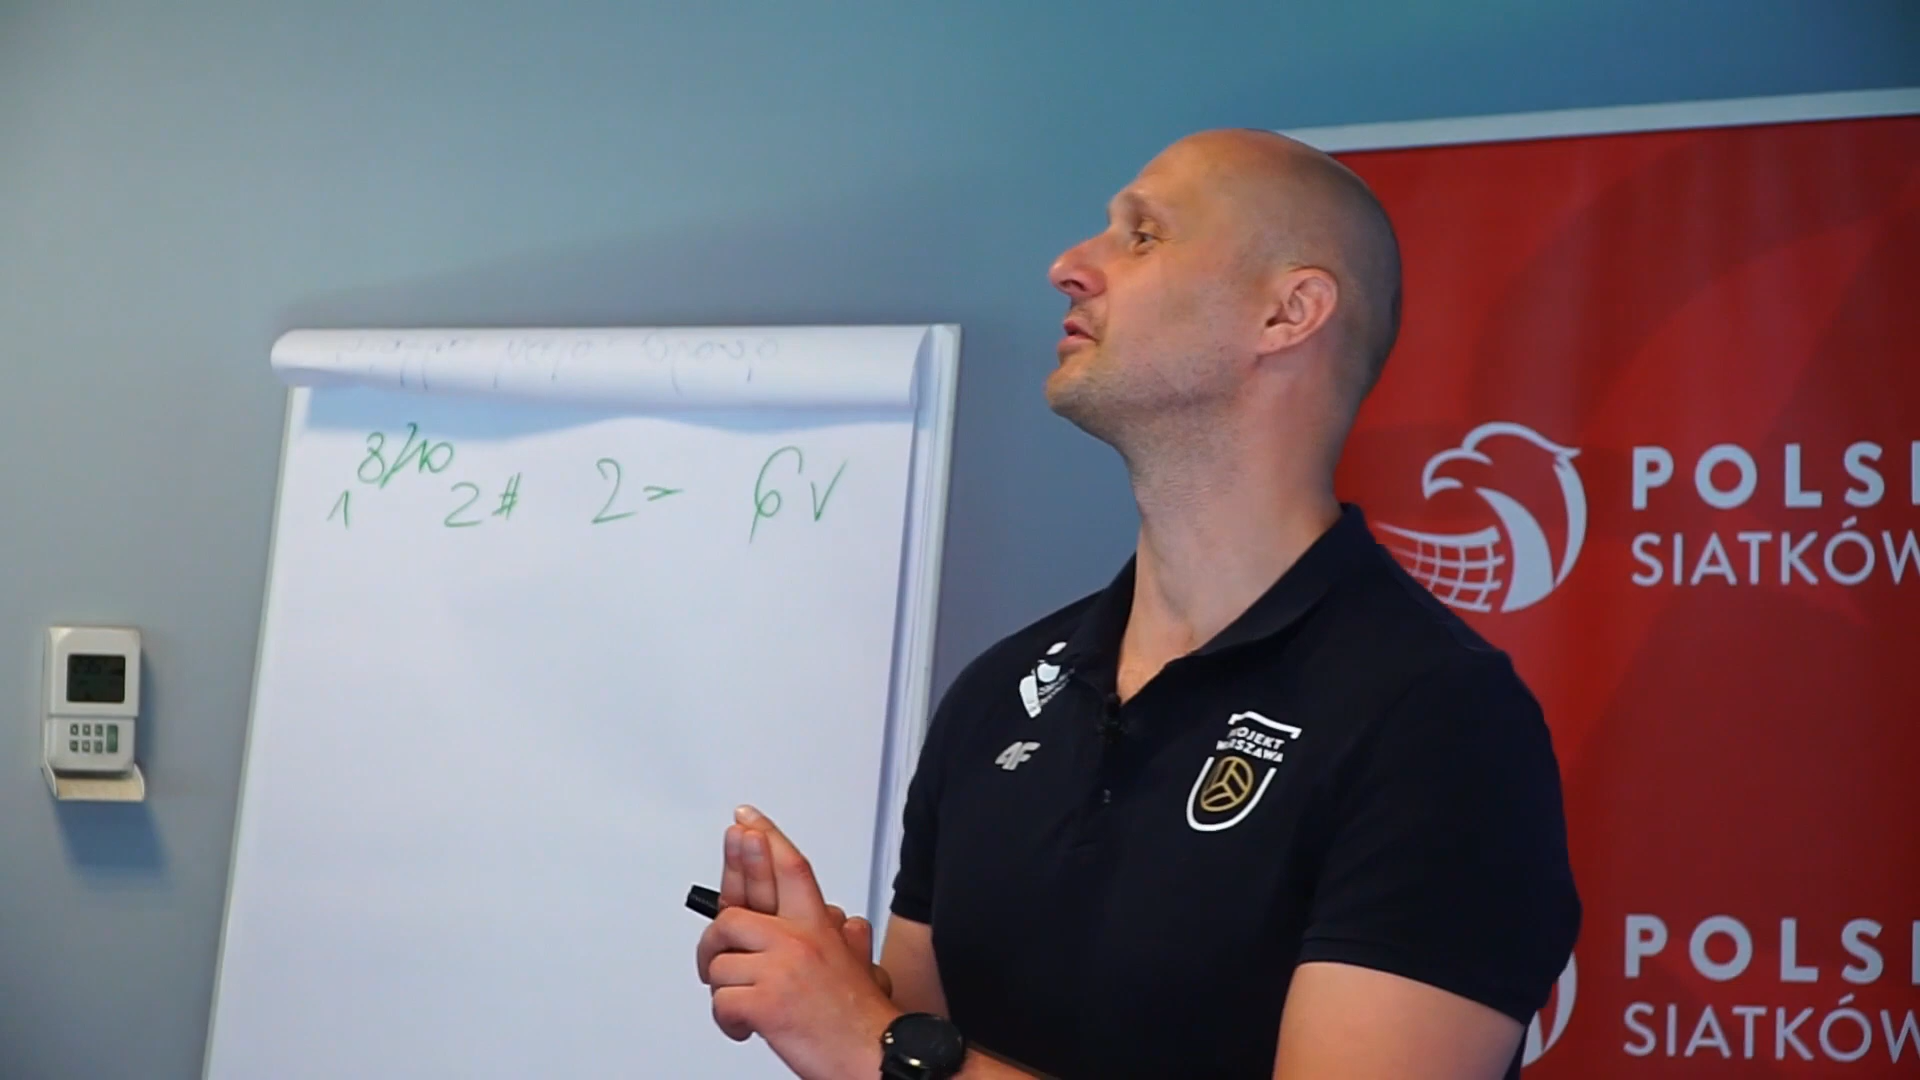 8/10
1 2# 2= 6V
POLS
SIATKÓW
4F
PROJEKT
WARSZAWA
POLS
SIATKÓW